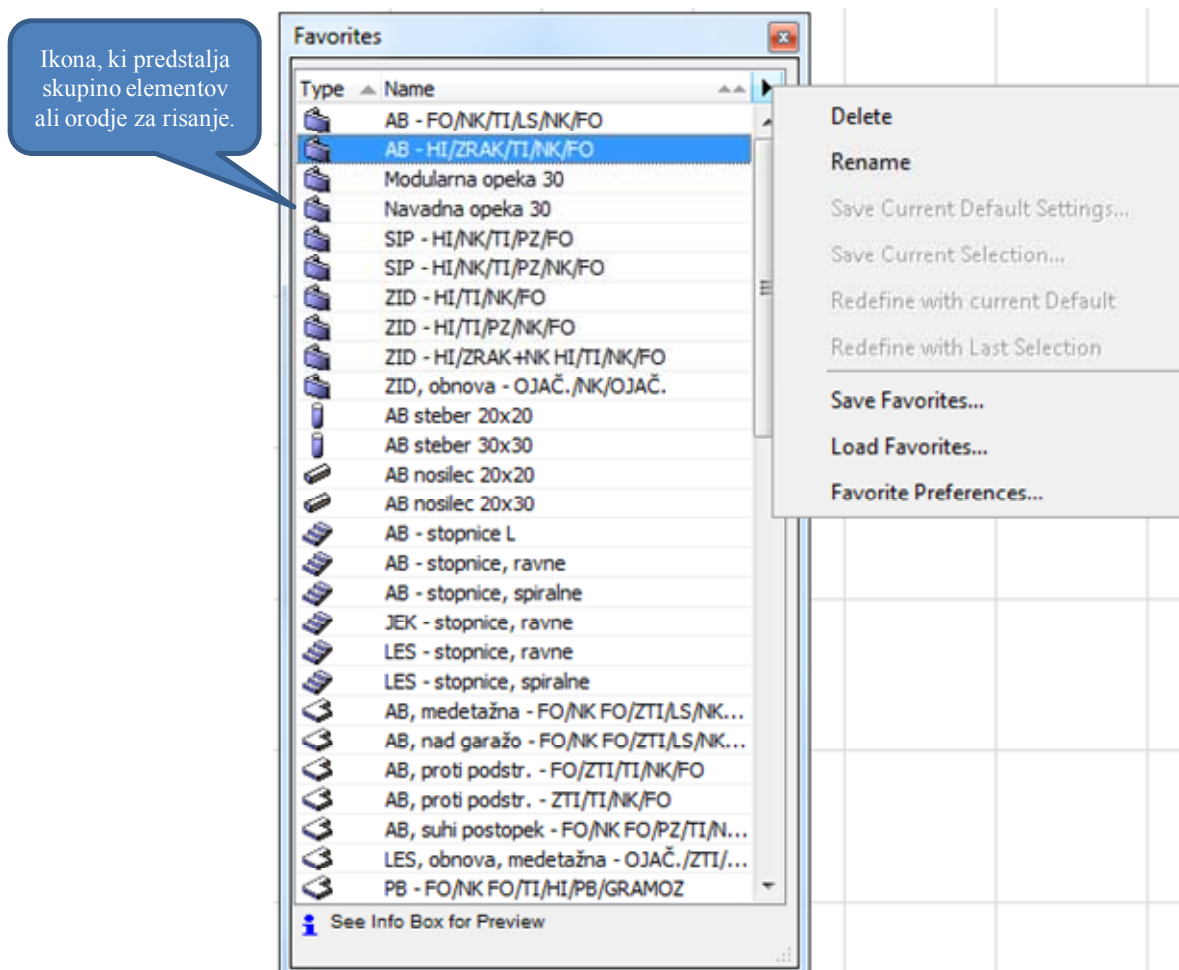 Ikona, ki predstalja
skupino elementov
ali orodje za risanje.
Favorites
Type Name
AB - FO/NK/TI/LS/NK/FO
AB - HI/ZRAK/TI/NK/FO
Modularna opeka 30
Navadna opeka 30
SIP - HI/NK/TI/PZ/FO
SIP - HI/NK/TI/PZ/NK/FO
ZID - HI/TI/NK/FO
ZID - HI/TI/PZ/NK/FO
ZID - HI/ZRAK+NK HI/TI/NK/FO
ZID, obnova - OJAČ./NK/OJAČ.
AB steber 20x20
AB steber 30x30
AB nosilec 20x20
AB nosilec 20x30
AB - stopnice L
AB - stopnice, ravne
AB - stopnice, spiralne
JEK - stopnice, ravne
LES - stopnice, ravne
LES - stopnice, spiralne
AB, medetažna - FO/NK FO/ZTI/LS/NK...
AB, nad garažo - FO/NK FO/ZTI/LS/NK...
AB, proti podstr. - FO/ZTI/TI/NK/FO
AB, proti podstr. - ZTI/TI/NK/FO
AB, suhi postopek - FO/NK FO/PZ/TI/N...
LES, obnova, medetažna - OJAČ./ZTI/...
PB - FO/NK FO/TI/HI/PB/GRAMOZ
See Info Box for Preview
Delete
Rename
Save Current Default Settings...
Save Current Selection...
Redefine with current Default
Redefine with Last Selection
Save Favorites...
Load Favorites...
Favorite Preferences...